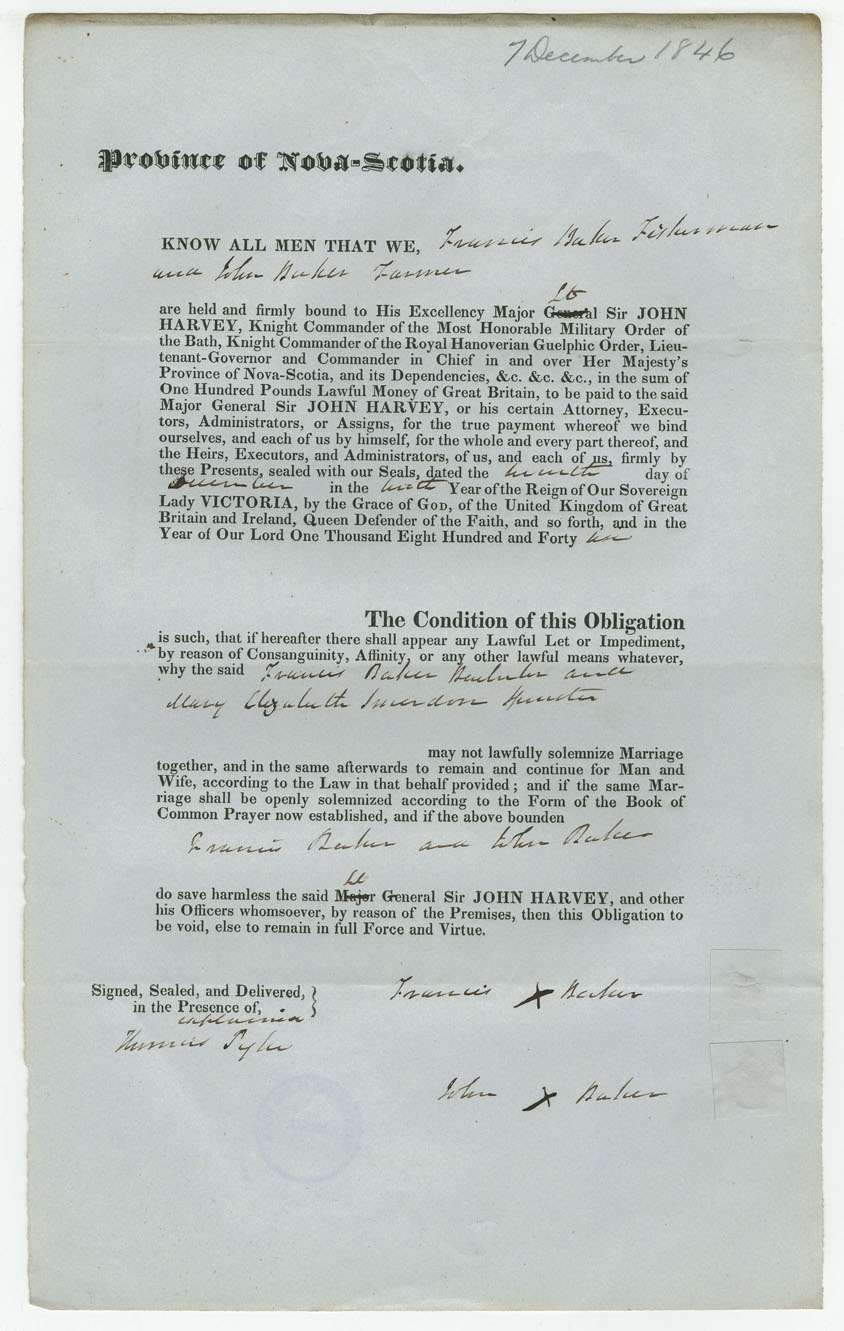 7 December 1846
Province of Nova-Scotia.
KNOW ALL MEN THAT WE, Francis Baker Fisherman
and John Baker Farmer
Lt
are held and firmly bound to His Excellency Major General Sir JOHN
HARVEY, Knight Commander of the Most Honorable Military Order of
the Bath, Knight Commander of the Royal Hanoverian Guelphic Order, Lieu-
tenant-Governor and Commander in Chief in and over Her Majesty's
Province of Nova-Scotia, and its Dependencies, &c. &c. &c., in the sum of
One Hundred Pounds Lawful Money of Great Britain, to be paid to the said
Major General Sir JOHN HARVEY, or his certain Attorney, Execu-
tors, Administrators, or Assigns, for the true payment whereof we bind
ourselves, and each of us by himself, for the whole and every part thereof, and
the Heirs, Executors, and Administrators, of us, and each of us, firmly by
these Presents, sealed with our Seals, dated the seventh day of
December in the tenth Year of the Reign of Our Sovereign
Lady VICTORIA, by the Grace of GOD, of the United Kingdom of Great
Britain and Ireland, Queen Defender of the Faith, and so forth, and in the
Year of Our Lord One Thousand Eight Hundred and Forty six
The Condition of this Obligation
is such, that if hereafter there shall appear any Lawful Let or Impediment,
by reason of Consanguinity, Affinity, or any other lawful means whatever,
why the said Francis Baker Bachelor and
Mary Elizabeth Smerdon Spinster
may not lawfully solemnize Marriage
together, and in the same afterwards to remain and continue for Man and
Wife, according to the Law in that behalf provided; and if the same Mar-
riage shall be openly solemnized according to the Form of the Book of
Common Prayer now established, and if the above bounden
Francis Baker and John Baker
Lt
do save harmless the said Major General Sir JOHN HARVEY, and other
his Officers whomsoever, by reason of the Premises, then this Obligation to
be void, else to remain in full Force and Virtue.
Signed, Sealed, and Delivered, } Francis X Baker
in the Presence of,
Thomas
John X Baker